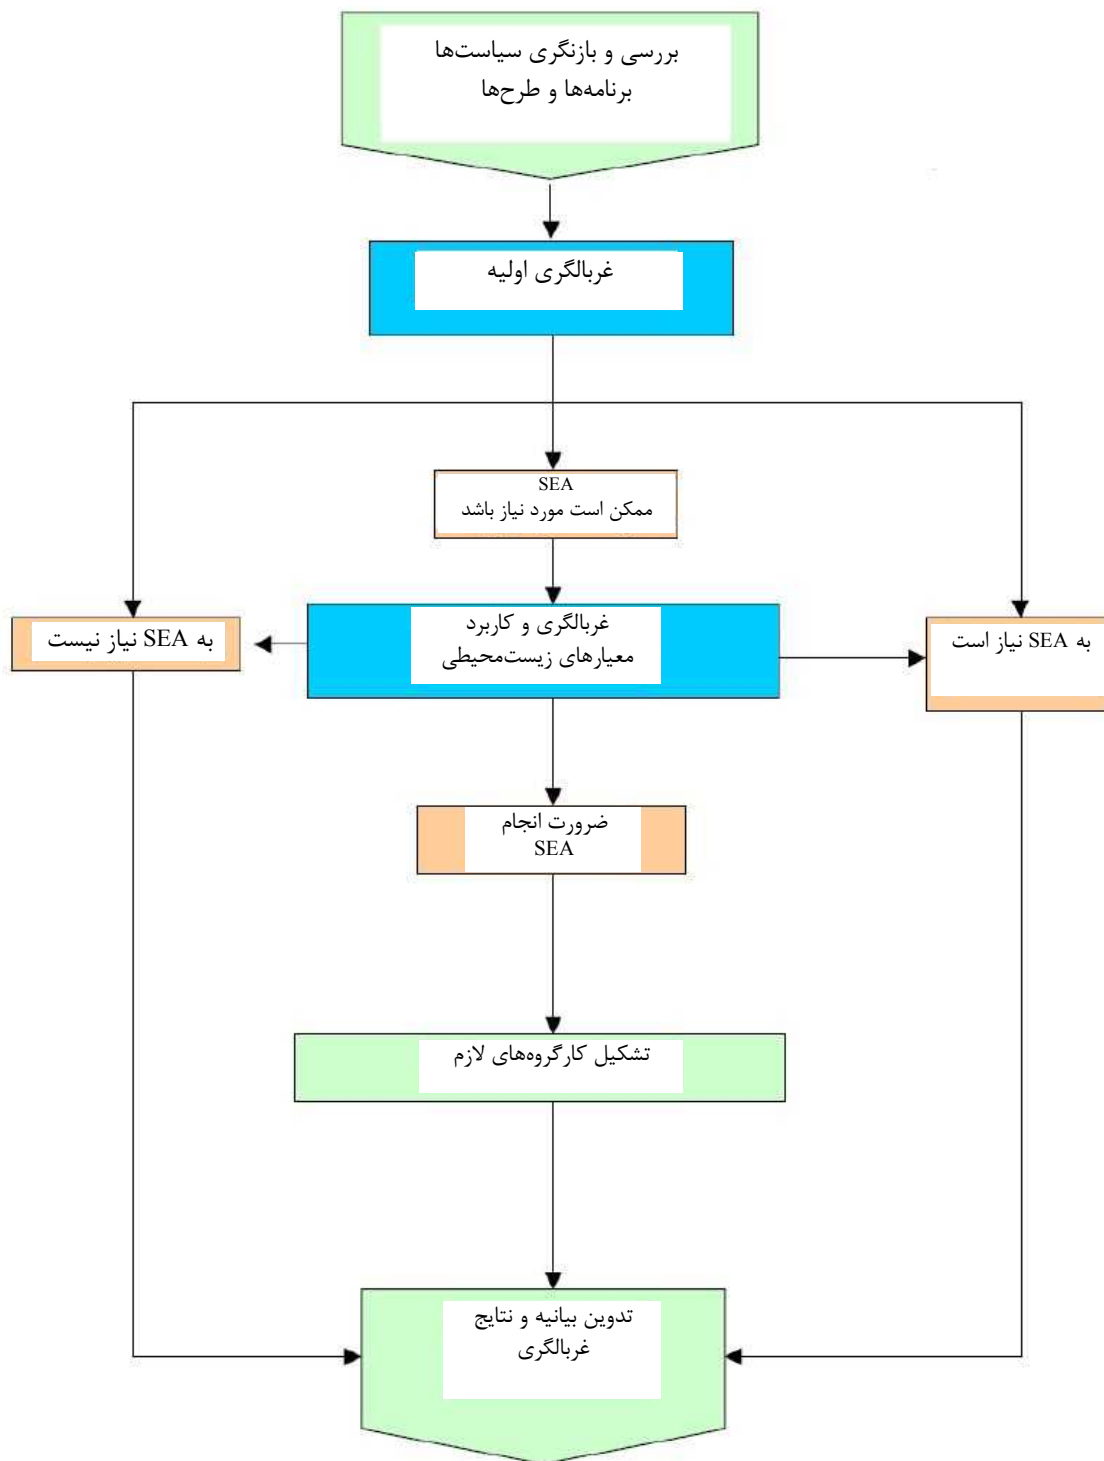 بررسی و بازنگری سیاست‌ها
برنامه‌ها و طرح‌ها
غربالگری اولیه
SEA
ممکن است مورد نیاز باشد
به SEA نیاز نیست
غربالگری و کاربرد
معیارهای زیست‌محیطی
به SEA نیاز است
ضرورت انجام
SEA
تشکیل کارگروه‌های لازم
تدوین بیانیه و نتایج
غربالگری